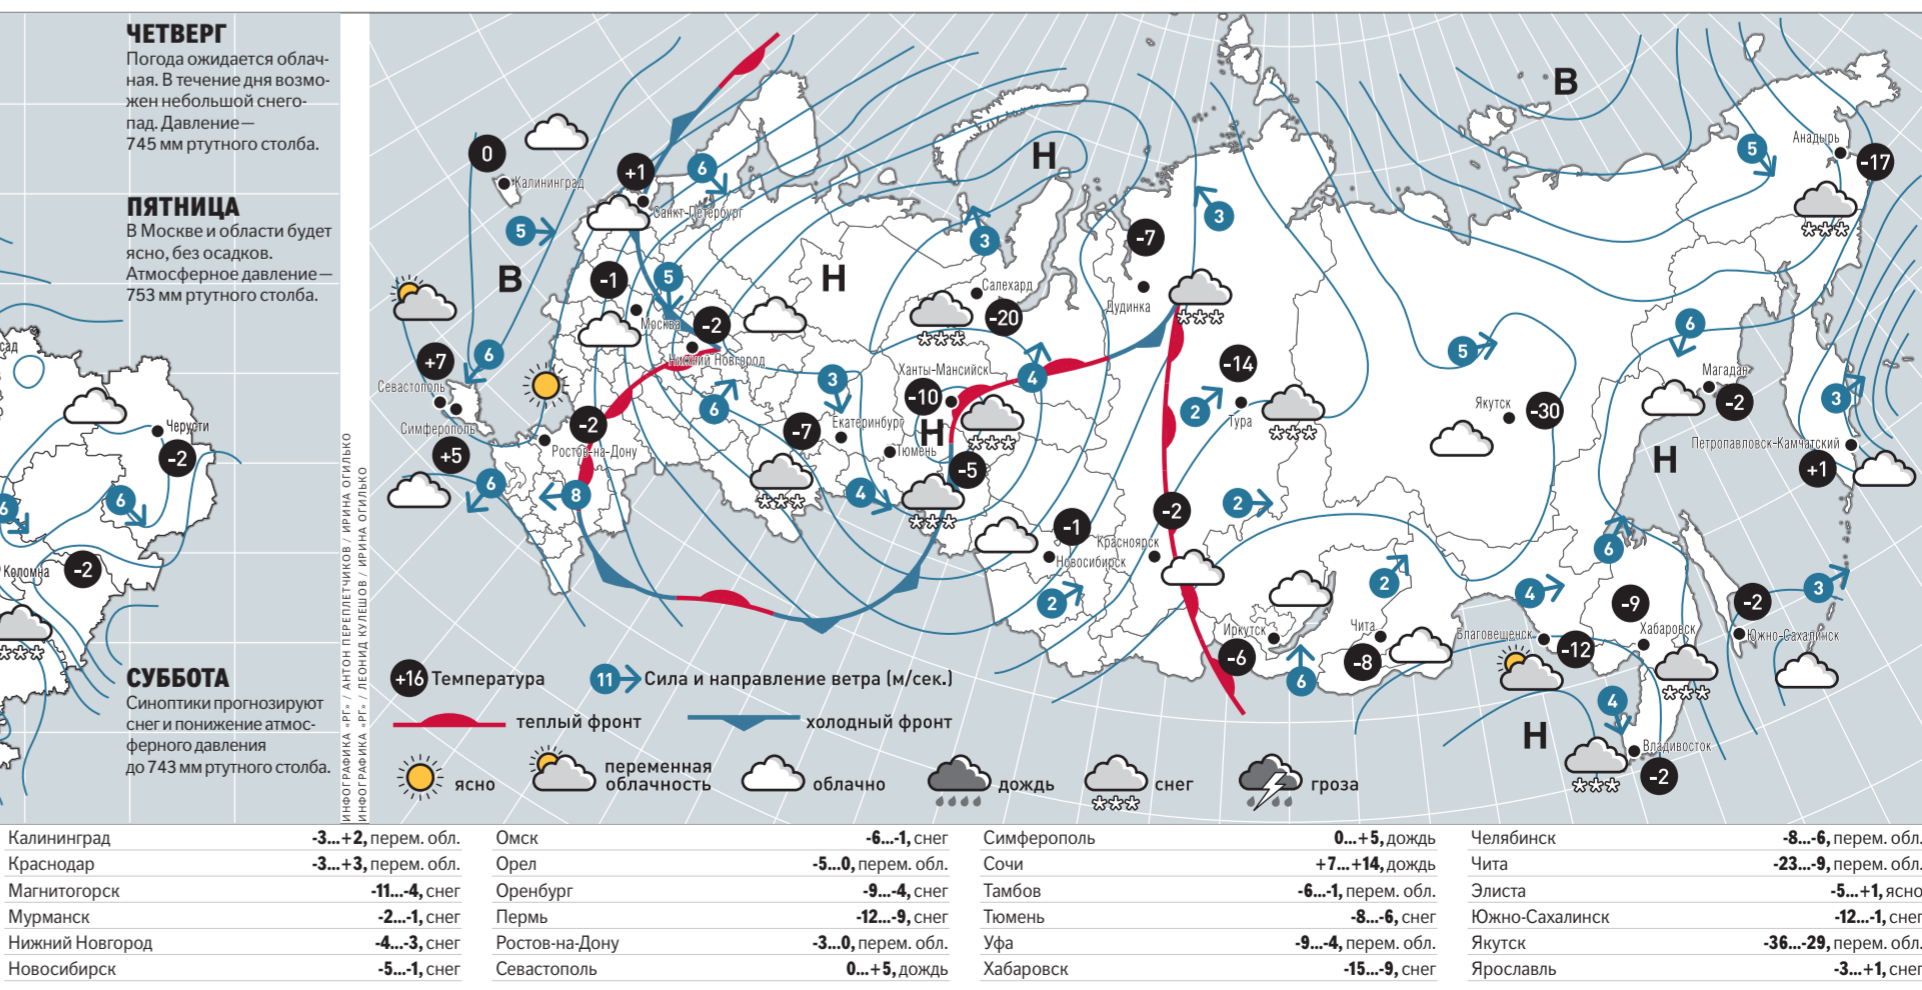 ЧЕТВЕРГ
Погода ожидается облач-
ная. В течение дня возмо-
жен небольшой снего-
пад. Давление—
745 мм ртутного столба.
ПЯТНИЦА
В Москве и области будет
ясно, без осадков.
Атмосферное давление—
753 мм ртутного столба.
СУББОТА
Синоптики прогнозируют
снег и понижение атмос-
ферного давления
до 743 мм ртутного столба.
сад
Черусти
-2
6
6
Коломна
-2
ИНФОГРАФИКА «РГ» / АНТОН ПЕРЕПЛЕТЧИКОВ / ИРИНА ОГИЛЬКО
ИНФОГРАФИКА «РГ» / ЛЕОНИД КУЛЕШОВ / ИРИНА ОГИЛЬКО
В
0
Калининград
+1
Санкт-Петербург
6
5
В
Н
Н
Анадырь
-17
5
3
3
-7
Дудинка
-1
Москва
5
-2
Нижний Новгород
Салехард
-20
6
+7
Севастополь
Симферополь
+5
6
-2
Ростов-на-Дону
8
6
3
-7
Екатеринбург
Ханты-Мансийск
-10
Н
Тюмень
-5
4
4
-14
2
Тура
5
Якутск
-30
6
Магадан
-2
3
Петропавловск-Камчатский
+1
Н
2
-2
Красноярск
-1
Новосибирск
2
2
6
4
-9
Хабаровск
-2
Южно-Сахалинск
3
Иркутск
-6
6
Чита
-8
Благовещенск
-12
4
Н
Владивосток
-2
+16 Температура
11 Сила и направление ветра (м/сек.)
теплый фронт
холодный фронт
ясно
переменная
облачность
облачно
дождь
снег
гроза
Калининград -3...+2, перем. обл.
Краснодар -3...+3, перем. обл.
Магнитогорск -11...-4, снег
Мурманск -2...-1, снег
Нижний Новгород -4...-3, снег
Новосибирск -5...-1, снег
Омск -6...-1, снег
Орел -5...0, перем. обл.
Оренбург -9...-4, снег
Пермь -12...-9, снег
Ростов-на-Дону -3...0, перем. обл.
Севастополь 0...+5, дождь
Симферополь 0...+5, дождь
Сочи +7...+14, дождь
Тамбов -6...-1, перем. обл.
Тюмень -8...-6, снег
Уфа -9...-4, перем. обл.
Хабаровск -15...-9, снег
Челябинск -8...-6, перем. обл.
Чита -23...-9, перем. обл.
Элиста -5...+1, ясно
Южно-Сахалинск -12...-1, снег
Якутск -36...-29, перем. обл.
Ярославль -3...+1, снег